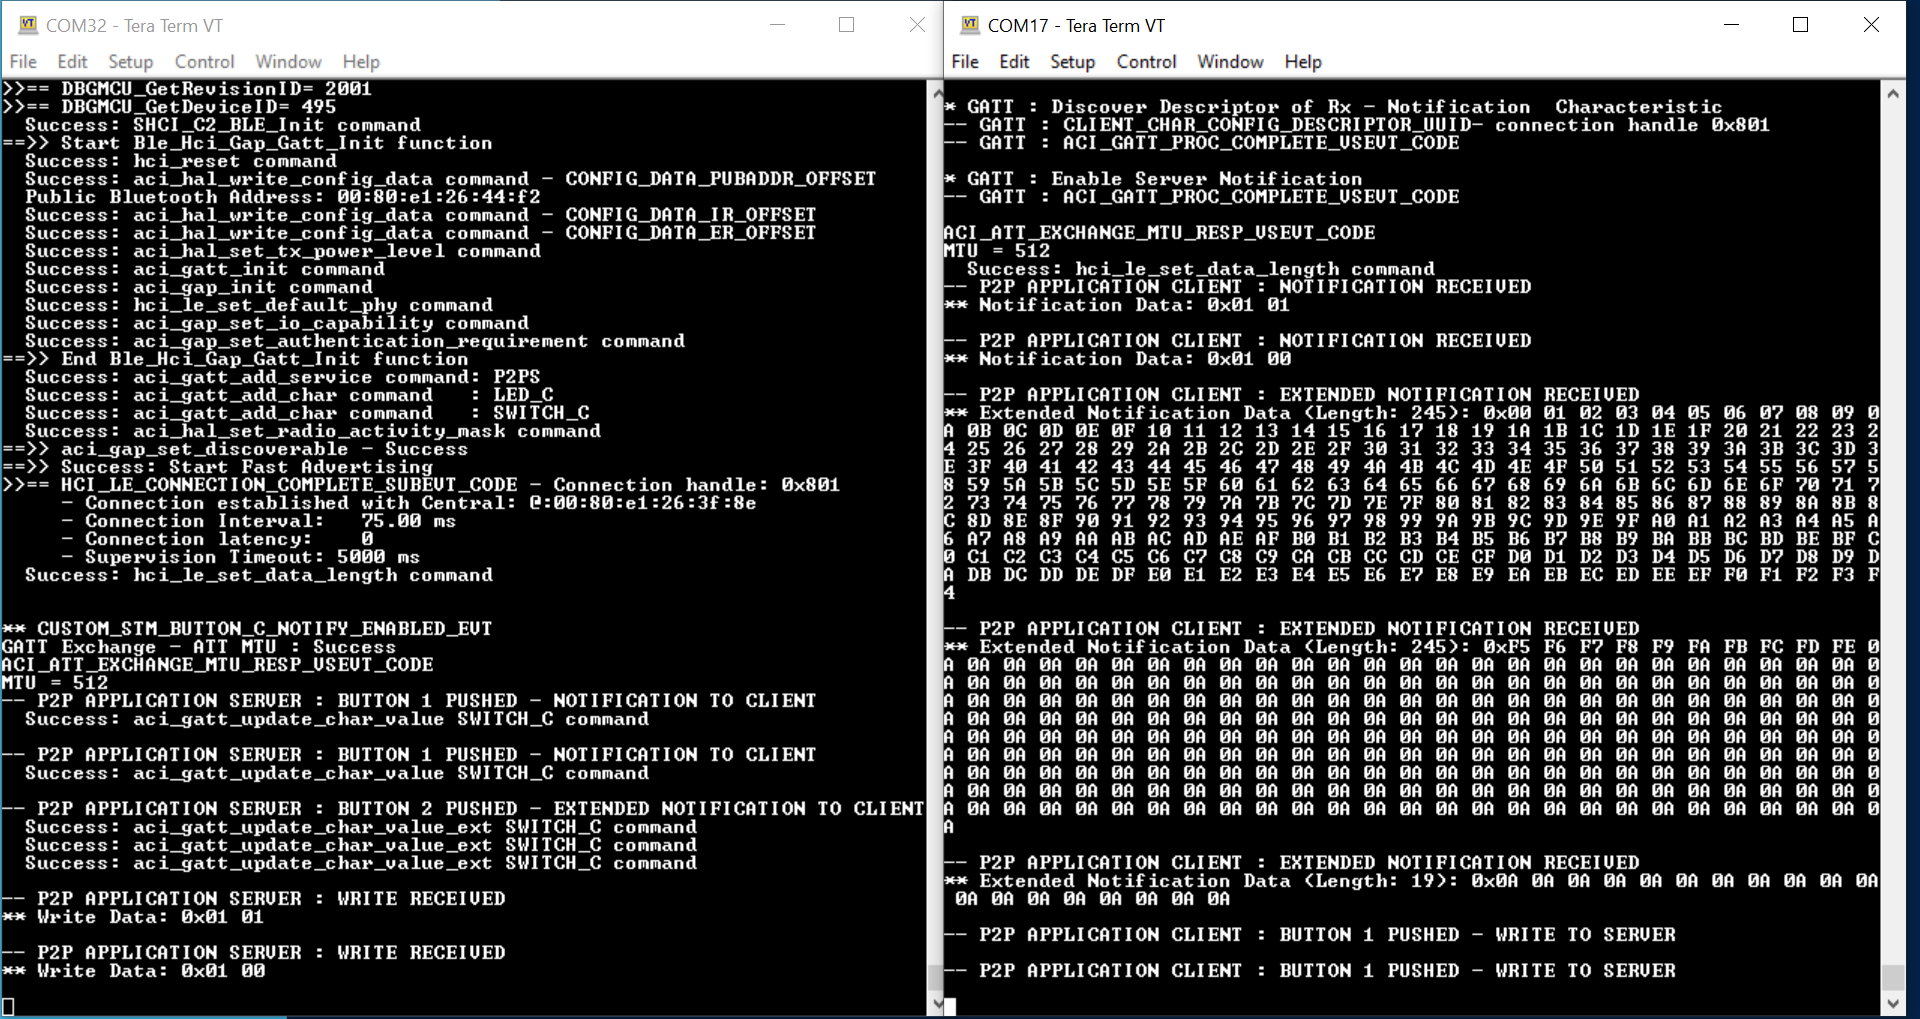 COM32 - Tera Term VT
File Edit Setup Control Window Help
>>== DBGMCU_GetRevisionID= 2001
>>== DBGMCU_GetDeviceID= 495
  Success: SHCI_C2_BLE_Init command
==>> Start Ble_Hci_Gap_Gatt_Init function
  Success: hci_reset command
  Success: aci_hal_write_config_data command - CONFIG_DATA_PUBADDR_OFFSET
  Public Bluetooth Address: 00:80:e1:26:44:f2
  Success: aci_hal_write_config_data command - CONFIG_DATA_IR_OFFSET
  Success: aci_hal_write_config_data command - CONFIG_DATA_ER_OFFSET
  Success: aci_hal_set_tx_power_level command
  Success: aci_gatt_init command
  Success: aci_gap_init command
  Success: hci_le_set_default_phy command
  Success: aci_gap_set_io_capability command
  Success: aci_gap_set_authentication_requirement command
==>> End Ble_Hci_Gap_Gatt_Init function
  Success: aci_gatt_add_service command: P2PS
  Success: aci_gatt_add_char command   : LED_C
  Success: aci_gatt_add_char command   : SWITCH_C
  Success: aci_hal_set_radio_activity_mask command
==>> aci_gap_set_discoverable - Success
==>> Success: Start Fast Advertising
>>== HCI_LE_CONNECTION_COMPLETE_SUBEVT_CODE - Connection handle: 0x801
     - Connection established with Central: @:00:80:e1:26:3f:8e
     - Connection Interval:   75.00 ms
     - Connection latency:    0
     - Supervision Timeout: 5000 ms
  Success: hci_le_set_data_length command
** CUSTOM_STM_BUTTON_C_NOTIFY_ENABLED_EVT
GATT Exchange - ATT MTU : Success
ACI_ATT_EXCHANGE_MTU_RESP_VSEVT_CODE
MTU = 512
-- P2P APPLICATION SERVER : BUTTON 1 PUSHED - NOTIFICATION TO CLIENT
  Success: aci_gatt_update_char_value SWITCH_C command
-- P2P APPLICATION SERVER : BUTTON 1 PUSHED - NOTIFICATION TO CLIENT
  Success: aci_gatt_update_char_value SWITCH_C command
-- P2P APPLICATION SERVER : BUTTON 2 PUSHED - EXTENDED NOTIFICATION TO CLIENT
  Success: aci_gatt_update_char_value_ext SWITCH_C command
  Success: aci_gatt_update_char_value_ext SWITCH_C command
  Success: aci_gatt_update_char_value_ext SWITCH_C command
-- P2P APPLICATION SERVER : WRITE RECEIVED
** Write Data: 0x01 01
-- P2P APPLICATION SERVER : WRITE RECEIVED
** Write Data: 0x01 00
COM17 - Tera Term VT
File Edit Setup Control Window Help
* GATT : Discover Descriptor of Rx - Notification  Characteristic
-- GATT : CLIENT_CHAR_CONFIG_DESCRIPTOR_UUID- connection handle 0x801
-- GATT : ACI_GATT_PROC_COMPLETE_VSEVT_CODE
* GATT : Enable Server Notification
-- GATT : ACI_GATT_PROC_COMPLETE_VSEVT_CODE
ACI_ATT_EXCHANGE_MTU_RESP_VSEVT_CODE
MTU = 512
  Success: hci_le_set_data_length command
-- P2P APPLICATION CLIENT : NOTIFICATION RECEIVED
** Notification Data: 0x01 01
-- P2P APPLICATION CLIENT : NOTIFICATION RECEIVED
** Notification Data: 0x01 00
-- P2P APPLICATION CLIENT : EXTENDED NOTIFICATION RECEIVED
** Extended Notification Data (Length: 245): 0x00 01 02 03 04 05 06 07 08 09 0
A 0B 0C 0D 0E 0F 10 11 12 13 14 15 16 17 18 19 1A 1B 1C 1D 1E 1F 20 21 22 23 2
4 25 26 27 28 29 2A 2B 2C 2D 2E 2F 30 31 32 33 34 35 36 37 38 39 3A 3B 3C 3D 3
E 3F 40 41 42 43 44 45 46 47 48 49 4A 4B 4C 4D 4E 4F 50 51 52 53 54 55 56 57 5
8 59 5A 5B 5C 5D 5E 5F 60 61 62 63 64 65 66 67 68 69 6A 6B 6C 6D 6E 6F 70 71 7
2 73 74 75 76 77 78 79 7A 7B 7C 7D 7E 7F 80 81 82 83 84 85 86 87 88 89 8A 8B 8
C 8D 8E 8F 90 91 92 93 94 95 96 97 98 99 9A 9B 9C 9D 9E 9F A0 A1 A2 A3 A4 A5 A
6 A7 A8 A9 AA AB AC AD AE AF B0 B1 B2 B3 B4 B5 B6 B7 B8 B9 BA BB BC BD BE BF C
0 C1 C2 C3 C4 C5 C6 C7 C8 C9 CA CB CC CD CE CF D0 D1 D2 D3 D4 D5 D6 D7 D8 D9 D
A DB DC DD DE DF E0 E1 E2 E3 E4 E5 E6 E7 E8 E9 EA EB EC ED EE EF F0 F1 F2 F3 F
4
-- P2P APPLICATION CLIENT : EXTENDED NOTIFICATION RECEIVED
** Extended Notification Data (Length: 245): 0xF5 F6 F7 F8 F9 FA FB FC FD FE 0
A 0A 0A 0A 0A 0A 0A 0A 0A 0A 0A 0A 0A 0A 0A 0A 0A 0A 0A 0A 0A 0A 0A 0A 0A 0A 0
A 0A 0A 0A 0A 0A 0A 0A 0A 0A 0A 0A 0A 0A 0A 0A 0A 0A 0A 0A 0A 0A 0A 0A 0A 0A 0
A 0A 0A 0A 0A 0A 0A 0A 0A 0A 0A 0A 0A 0A 0A 0A 0A 0A 0A 0A 0A 0A 0A 0A 0A 0A 0
A 0A 0A 0A 0A 0A 0A 0A 0A 0A 0A 0A 0A 0A 0A 0A 0A 0A 0A 0A 0A 0A 0A 0A 0A 0A 0
A 0A 0A 0A 0A 0A 0A 0A 0A 0A 0A 0A 0A 0A 0A 0A 0A 0A 0A 0A 0A 0A 0A 0A 0A 0A 0
A 0A 0A 0A 0A 0A 0A 0A 0A 0A 0A 0A 0A 0A 0A 0A 0A 0A 0A 0A 0A 0A 0A 0A 0A 0A 0
A 0A 0A 0A 0A 0A 0A 0A 0A 0A 0A 0A 0A 0A 0A 0A 0A 0A 0A 0A 0A 0A 0A 0A 0A 0A 0
A 0A 0A 0A 0A 0A 0A 0A 0A 0A 0A 0A 0A 0A 0A 0A 0A 0A 0A 0A 0A 0A 0A 0A 0A 0A 0
A 0A 0A 0A 0A 0A 0A 0A 0A 0A 0A 0A 0A 0A 0A 0A 0A 0A 0A 0A 0A 0A 0A 0A 0A 0A 0
A
-- P2P APPLICATION CLIENT : EXTENDED NOTIFICATION RECEIVED
** Extended Notification Data (Length: 19): 0x0A 0A 0A 0A 0A 0A 0A 0A 0A 0A 0A
 0A 0A 0A 0A 0A 0A 0A 0A
-- P2P APPLICATION CLIENT : BUTTON 1 PUSHED - WRITE TO SERVER
-- P2P APPLICATION CLIENT : BUTTON 1 PUSHED - WRITE TO SERVER